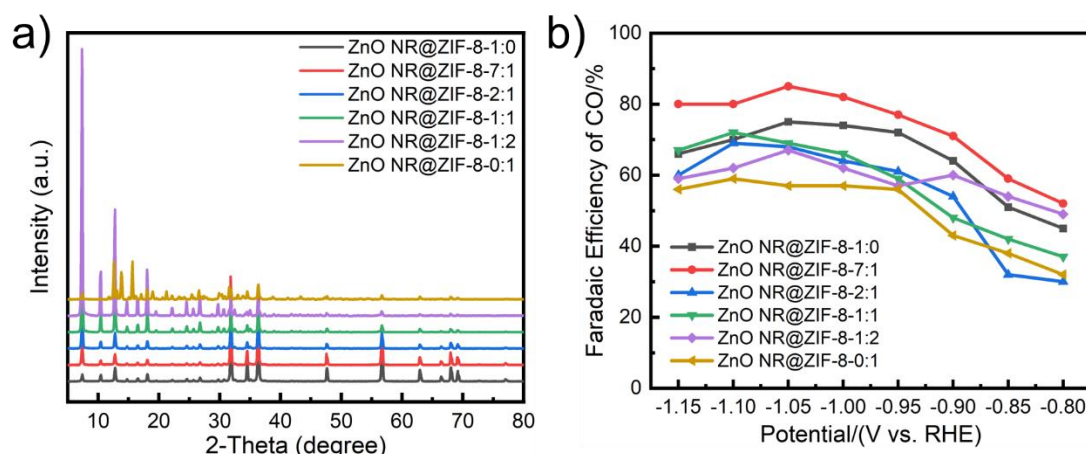 a)
ZnO NR@ZIF-8-1:0
ZnO NR@ZIF-8-7:1
ZnO NR@ZIF-8-2:1
ZnO NR@ZIF-8-1:1
ZnO NR@ZIF-8-1:2
ZnO NR@ZIF-8-0:1
Intensity (a.u.)
10 20 30 40 50 60 70 80
2-Theta (degree)
b)
Faradaic Efficiency of CO/%
100
80
60
40
20
0
ZnO NR@ZIF-8-1:0
ZnO NR@ZIF-8-7:1
ZnO NR@ZIF-8-2:1
ZnO NR@ZIF-8-1:1
ZnO NR@ZIF-8-1:2
ZnO NR@ZIF-8-0:1
-1.15 -1.10 -1.05 -1.00 -0.95 -0.90 -0.85 -0.80
Potential/(V vs. RHE)